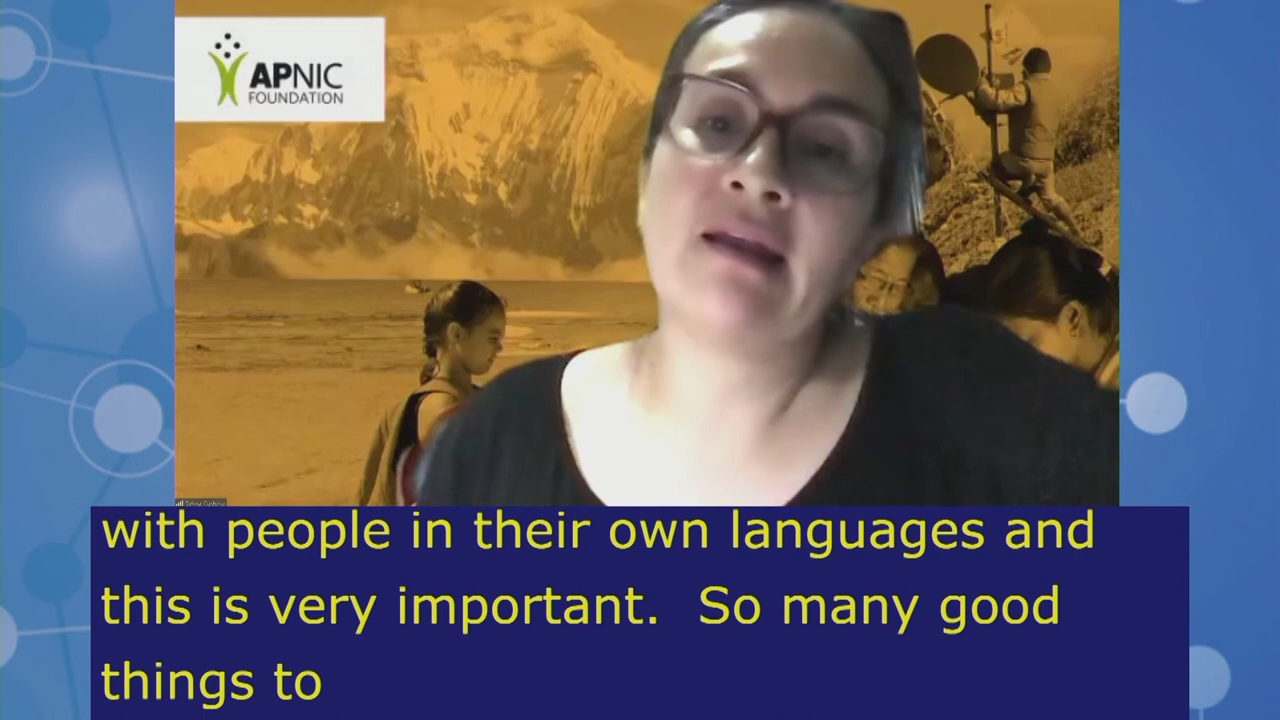 APNIC
FOUNDATION
with people in their own languages and
this is very important. So many good
things to